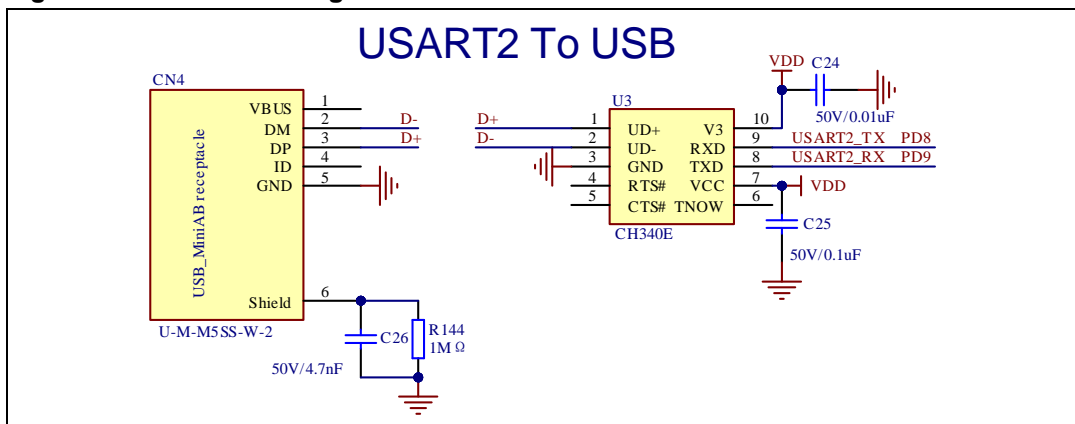 USART2 To USB
CN4
VBUS 1
DM 2 D-
DP 3 D+
ID 4
GND 5
USB_MiniAB receptacle
Shield 6
U-M-M5SS-W-2
C26
50V/4.7nF
R144
1M Ω
U3
D+ 1 UD+ V3 10
D- 2 UD- RXD 9 USART2_TX PD8
3 GND TXD 8 USART2_RX PD9
4 RTS# VCC 7 VDD
5 CTS# TNOW 6
CH340E
VDD
C24
50V/0.01uF
C25
50V/0.1uF